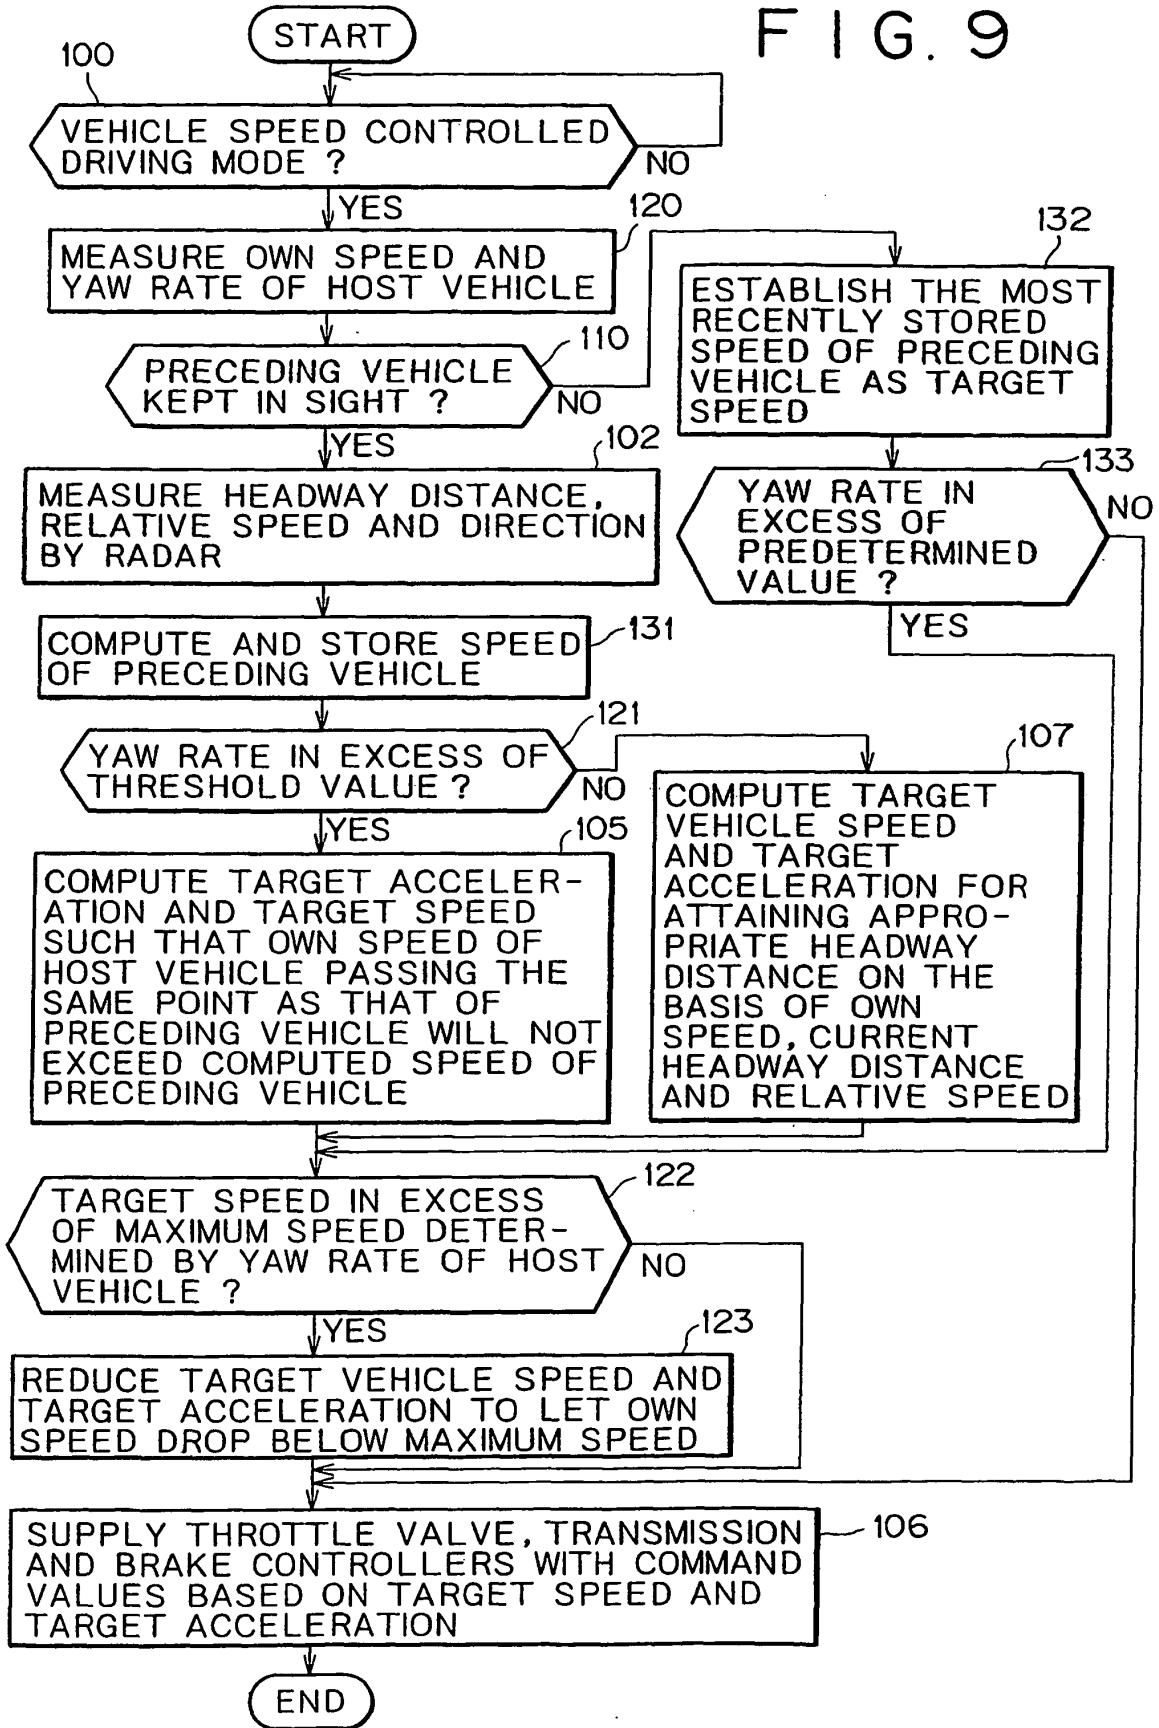 FIG. 9
START
100
VEHICLE SPEED CONTROLLED
DRIVING MODE ?
NO
YES
120
MEASURE OWN SPEED AND
YAW RATE OF HOST VEHICLE
110
PRECEDING VEHICLE
KEPT IN SIGHT ?
NO
YES
132
ESTABLISH THE MOST
RECENTLY STORED
SPEED OF PRECEDING
VEHICLE AS TARGET
SPEED
133
YAW RATE IN
EXCESS OF
PREDETERMINED
VALUE ?
NO
YES
102
MEASURE HEADWAY DISTANCE,
RELATIVE SPEED AND DIRECTION
BY RADAR
131
COMPUTE AND STORE SPEED
OF PRECEDING VEHICLE
121
YAW RATE IN EXCESS OF
THRESHOLD VALUE ?
NO
YES
107
COMPUTE TARGET
VEHICLE SPEED
AND TARGET
ACCELERATION FOR
ATTAINING APPRO-
PRIATE HEADWAY
DISTANCE ON THE
BASIS OF OWN
SPEED, CURRENT
HEADWAY DISTANCE
AND RELATIVE SPEED
105
COMPUTE TARGET ACCELER-
ATION AND TARGET SPEED
SUCH THAT OWN SPEED OF
HOST VEHICLE PASSING THE
SAME POINT AS THAT OF
PRECEDING VEHICLE WILL NOT
EXCEED COMPUTED SPEED OF
PRECEDING VEHICLE
122
TARGET SPEED IN EXCESS
OF MAXIMUM SPEED DETER-
MINED BY YAW RATE OF HOST
VEHICLE ?
NO
YES
123
REDUCE TARGET VEHICLE SPEED AND
TARGET ACCELERATION TO LET OWN
SPEED DROP BELOW MAXIMUM SPEED
106
SUPPLY THROTTLE VALVE, TRANSMISSION
AND BRAKE CONTROLLERS WITH COMMAND
VALUES BASED ON TARGET SPEED AND
TARGET ACCELERATION
END